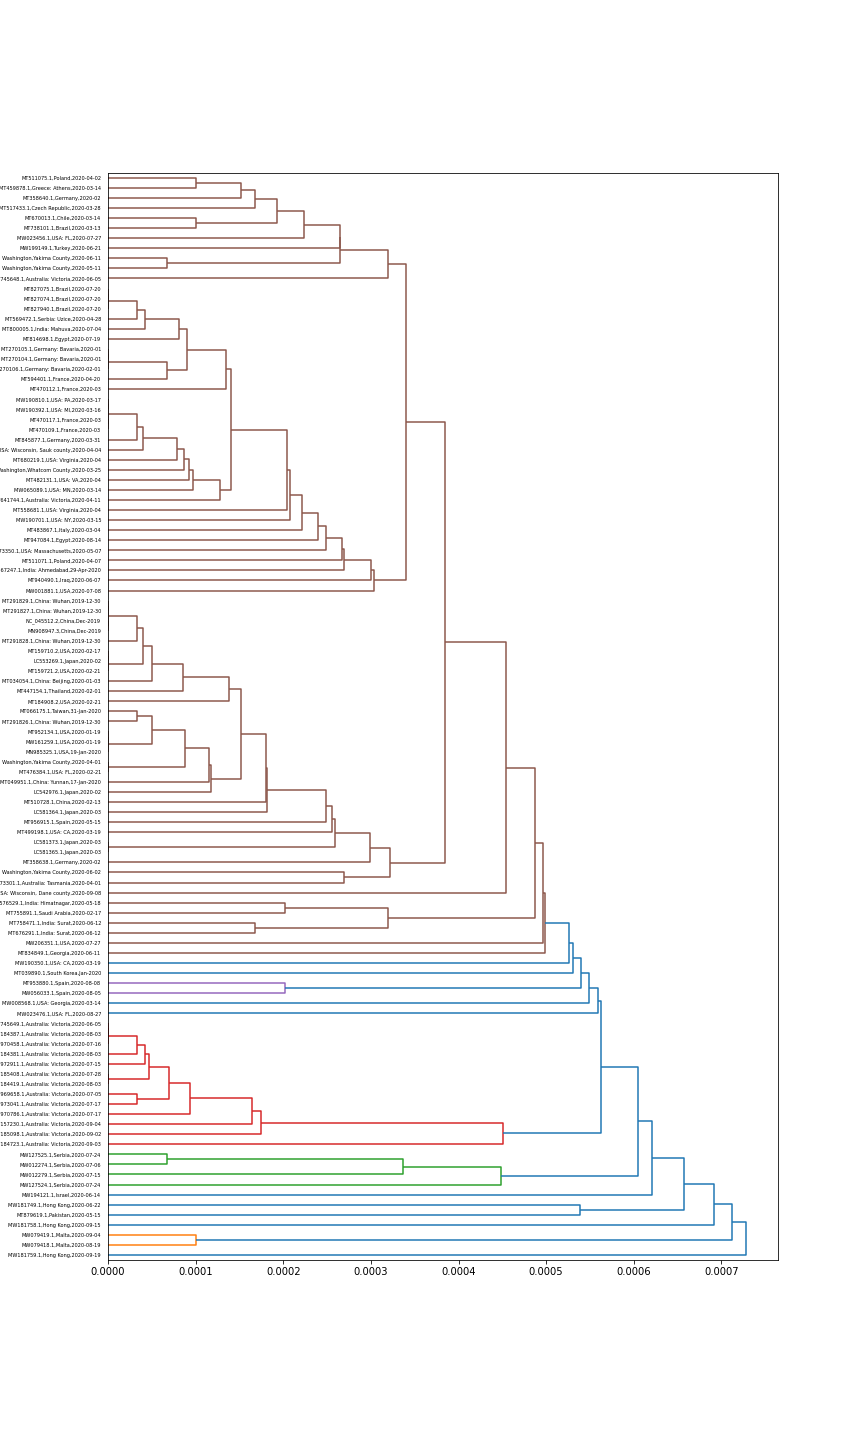 MT511075.1,Poland,2020-04-02
MT459878.1,Greece: Athens,2020-03-14
MT358640.1,Germany,2020-02
MT517433.1,Czech Republic,2020-03-28
MT670013.1,Chile,2020-03-14
MT738101.1,Brazil,2020-03-13
MW023456.1,USA: FL,2020-07-27
MW199149.1,Turkey,2020-06-21
Washington,Yakima County,2020-06-11
Washington,Yakima County,2020-05-11
745648.1,Australia: Victoria,2020-06-05
MT827075.1,Brazil,2020-07-20
MT827074.1,Brazil,2020-07-20
MT827940.1,Brazil,2020-07-20
MT569472.1,Serbia: Uzice,2020-04-28
MT800005.1,India: Mahuva,2020-07-04
MT814698.1,Egypt,2020-07-19
MT270105.1,Germany: Bavaria,2020-01
MT270104.1,Germany: Bavaria,2020-01
270106.1,Germany: Bavaria,2020-02-01
MT594401.1,France,2020-04-20
MT470112.1,France,2020-03
MW190810.1,USA: PA,2020-03-17
MW190392.1,USA: MI,2020-03-16
MT470117.1,France,2020-03
MT470109.1,France,2020-03
MT845877.1,Germany,2020-03-31
USA: Wisconsin, Sauk county,2020-04-04
MT680219.1,USA: Virginia,2020-04
Washington,Whatcom County,2020-03-25
MT482131.1,USA: VA,2020-04
MW065089.1,USA: MN,2020-03-14
641744.1,Australia: Victoria,2020-04-11
MT558681.1,USA: Virginia,2020-04
MW190701.1,USA: NY,2020-03-15
MT483867.1,Italy,2020-03-04
MT947084.1,Egypt,2020-08-14
73350.1,USA: Massachusetts,2020-05-07
MT511071.1,Poland,2020-04-07
67247.1,India: Ahmedabad,29-Apr-2020
MT940490.1,Iraq,2020-06-07
MW001881.1,USA,2020-07-08
MT291829.1,China: Wuhan,2019-12-30
MT291827.1,China: Wuhan,2019-12-30
NC_045512.2,China,Dec-2019
MN908947.3,China,Dec-2019
MT291828.1,China: Wuhan,2019-12-30
MT159710.2,USA,2020-02-17
LC553269.1,Japan,2020-02
MT159721.2,USA,2020-02-21
MT034054.1,China: Beijing,2020-01-03
MT447154.1,Thailand,2020-02-01
MT184908.2,USA,2020-02-21
MT066175.1,Taiwan,31-Jan-2020
MT291826.1,China: Wuhan,2019-12-30
MT952134.1,USA,2020-01-19
MW161259.1,USA,2020-01-19
MN985325.1,USA,19-Jan-2020
Washington,Yakima County,2020-04-01
MT476384.1,USA: FL,2020-02-21
MT049951.1,China: Yunnan,17-Jan-2020
LC542976.1,Japan,2020-02
MT510728.1,China,2020-02-13
LC581364.1,Japan,2020-03
MT956915.1,Spain,2020-05-15
MT499198.1,USA: CA,2020-03-19
LC581373.1,Japan,2020-03
LC581365.1,Japan,2020-03
MT358638.1,Germany,2020-02
Washington,Yakima County,2020-06-02
73301.1,Australia: Tasmania,2020-04-01
USA: Wisconsin, Dane county,2020-09-08
576529.1,India: Himatnagar,2020-05-18
MT755891.1,Saudi Arabia,2020-02-17
MT758471.1,India: Surat,2020-06-12
MT676291.1,India: Surat,2020-06-12
MW206351.1,USA,2020-07-27
MT834849.1,Georgia,2020-06-11
MW190350.1,USA: CA,2020-03-19
MT039890.1,South Korea,Jan-2020
MT953880.1,Spain,2020-08-08
MW056033.1,Spain,2020-08-05
MW008568.1,USA: Georgia,2020-03-14
MW023476.1,USA: FL,2020-08-27
745649.1,Australia: Victoria,2020-06-05
184387.1,Australia: Victoria,2020-08-03
970458.1,Australia: Victoria,2020-07-16
184381.1,Australia: Victoria,2020-08-03
972911.1,Australia: Victoria,2020-07-15
185408.1,Australia: Victoria,2020-07-28
184419.1,Australia: Victoria,2020-08-03
969658.1,Australia: Victoria,2020-07-05
973041.1,Australia: Victoria,2020-07-17
970786.1,Australia: Victoria,2020-07-17
157230.1,Australia: Victoria,2020-09-04
185098.1,Australia: Victoria,2020-09-02
184723.1,Australia: Victoria,2020-09-03
MW127525.1,Serbia,2020-07-24
MW012274.1,Serbia,2020-07-06
MW012279.1,Serbia,2020-07-15
MW127524.1,Serbia,2020-07-24
MW194121.1,Israel,2020-06-14
MW181749.1,Hong Kong,2020-06-22
MT879619.1,Pakistan,2020-05-15
MW181758.1,Hong Kong,2020-09-15
MW079419.1,Malta,2020-09-04
MW079418.1,Malta,2020-08-19
MW181759.1,Hong Kong,2020-09-19
0.0000 0.0001 0.0002 0.0003 0.0004 0.0005 0.0006 0.0007